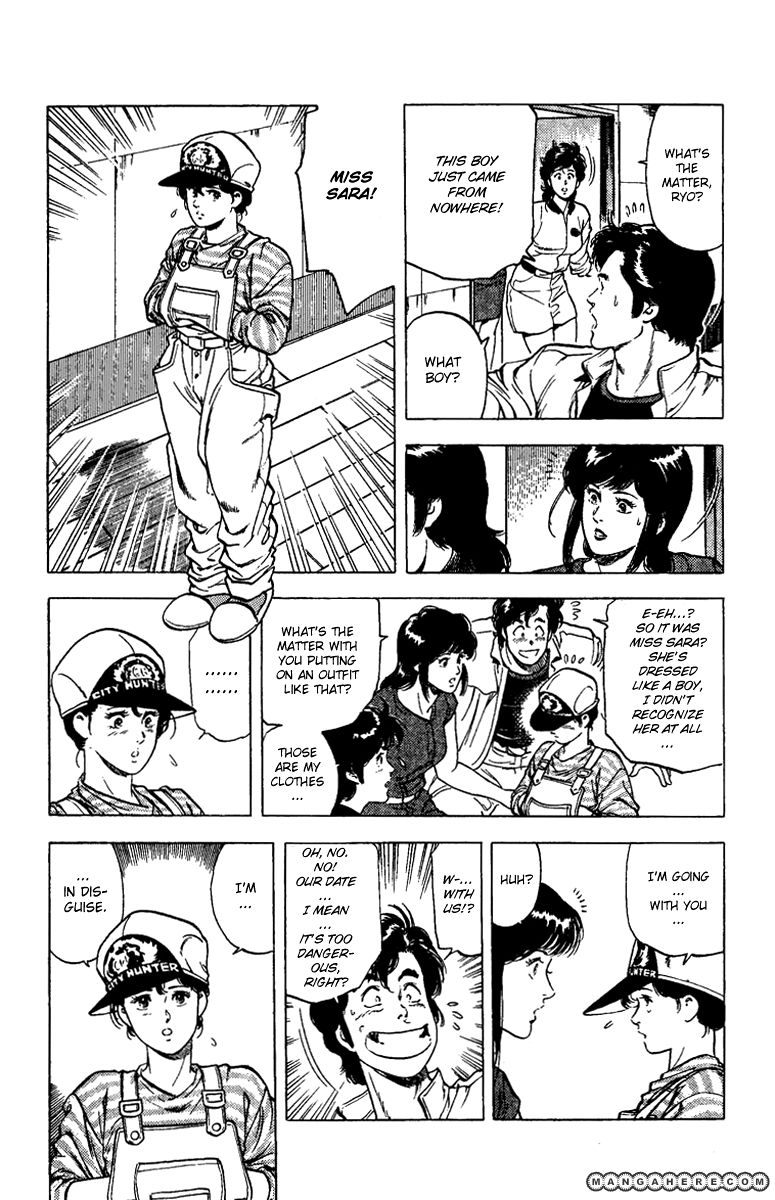 WHAT'S
THE
MATTER,
RYO?
THIS BOY
JUST CAME
FROM
NOWHERE!
WHAT
BOY?
MISS
SARA!
E-EH...?
SO IT WAS
MISS SARA?
SHE'S
DRESSED
LIKE A BOY,
I DIDN'T
RECOGNIZE
HER AT ALL
...
WHAT'S THE
MATTER WITH
YOU PUTTING
ON AN OUTFIT
LIKE THAT?
THOSE
ARE MY
CLOTHES
...
......
......
CITY HUNTER
I'M GOING
...
WITH YOU
...
HUH?
HUNTER
W-...
WITH
US!?
OH, NO.
NO!
OUR DATE
...
I MEAN
...
IT'S TOO
DANGER-
OUS,
RIGHT?
I'M
...
...
IN DIS-
GUISE.
CITY HUNTER
MANGAHERE.COM